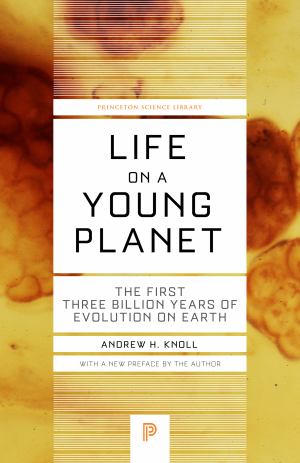 PRINCETON SCIENCE LIBRARY
LIFE
ON A
YOUNG
PLANET
THE FIRST
THREE BILLION YEARS OF
EVOLUTION ON EARTH
ANDREW H. KNOLL
WITH A NEW PREFACE BY THE AUTHOR
P